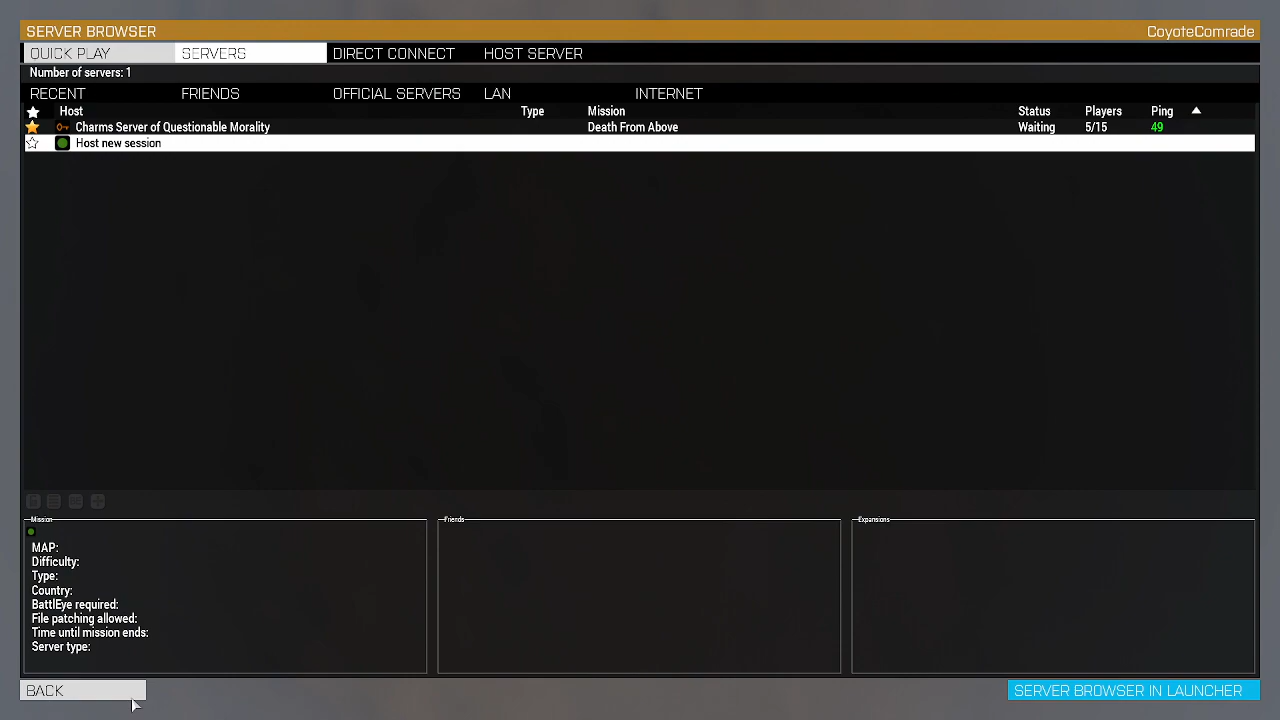 SERVER BROWSER CoyoteComrade
QUICK PLAY SERVERS DIRECT CONNECT HOST SERVER
Number of servers: 1
RECENT FRIENDS OFFICIAL SERVERS LAN INTERNET
Host Type Mission Status Players Ping
Charms Server of Questionable Morality Death From Above Waiting 5/15 49
Host new session
Mission Friends Expansions
MAP:
Difficulty:
Type:
Country:
BattlEye required:
File patching allowed:
Time until mission ends:
Server type:
BACK SERVER BROWSER IN LAUNCHER